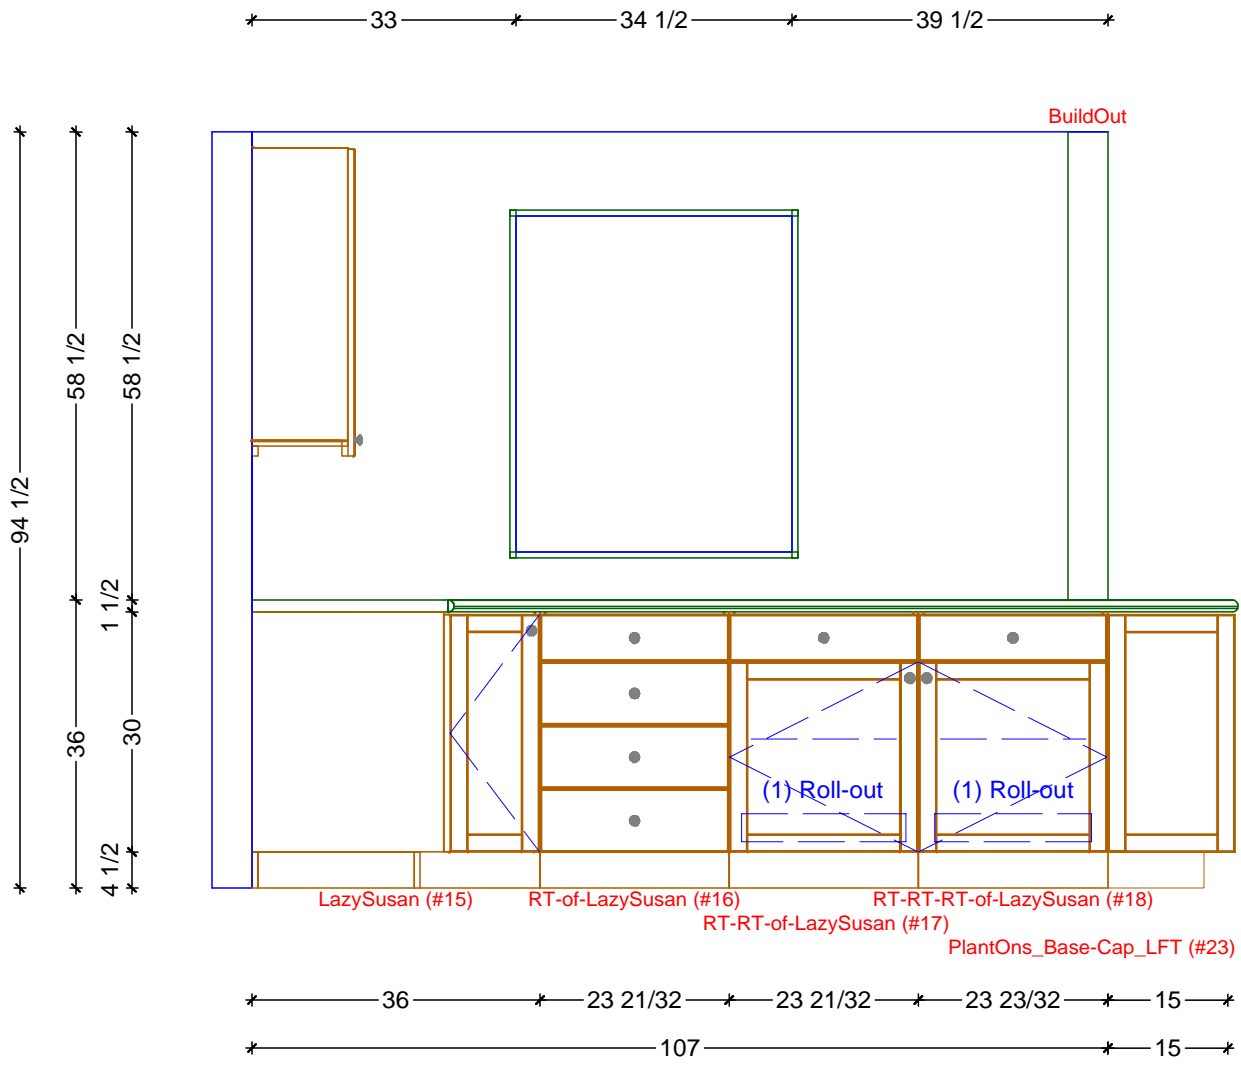 33 34 1/2 39 1/2
BuildOut
94 1/2
58 1/2
58 1/2
1 1/2
36
30
4 1/2
(1) Roll-out (1) Roll-out
LazySusan (#15) RT-of-LazySusan (#16) RT-RT-RT-of-LazySusan (#18)
RT-RT-of-LazySusan (#17)
PlantOns_Base-Cap_LFT (#23)
36 23 21/32 23 21/32 23 23/32 15
107 15